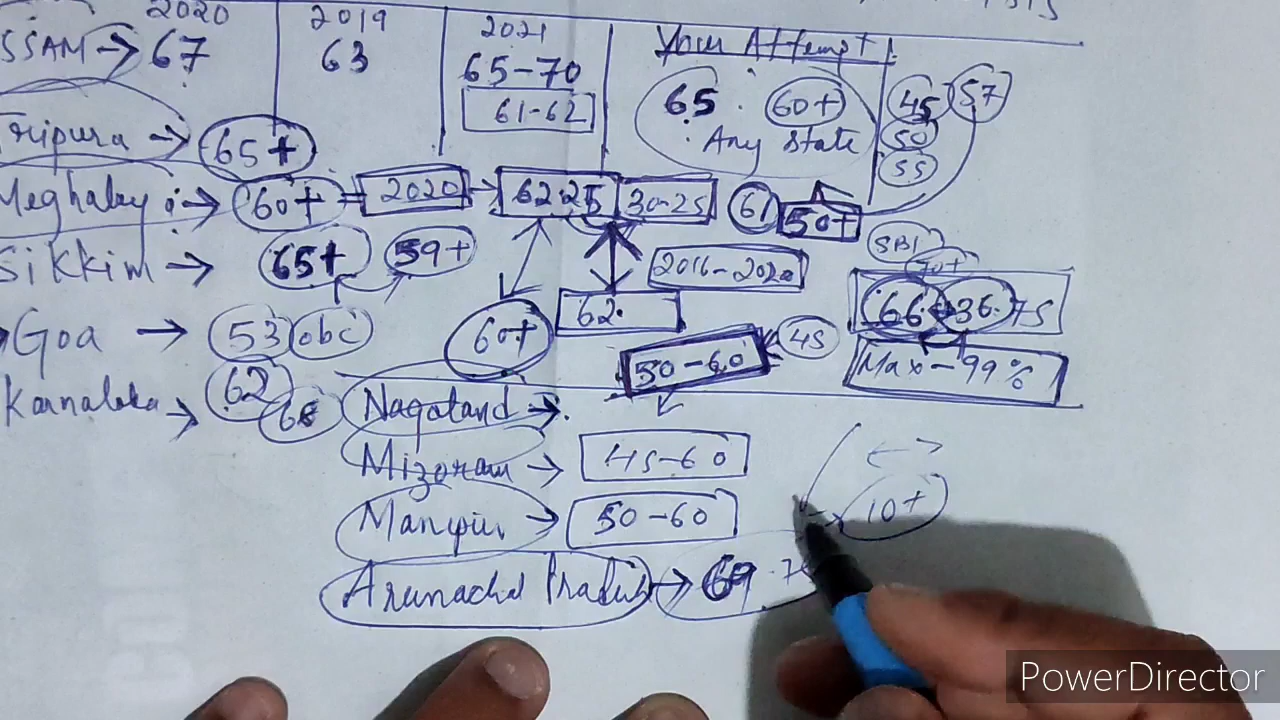 2020 2019 2021 Your Attempt
SSAM → 67 63 65-70 65. 60+ 45 57
61-62 Any State 50
Tripura → 65+ 55
Meghalay → 60+ 2020 → 62.25 30-25 61 50+
SBI
Sikkim → 65+ 59+ 2016-2020 70+
62. 66 36.75
Goa → 53 obc 60+ 50-60 45
Max-99%
Karnataka → 62
Nagaland →
Mizoram → 45-60
Manipur → 50-60 10+
Arunachal Pradesh → 69.7
PowerDirector